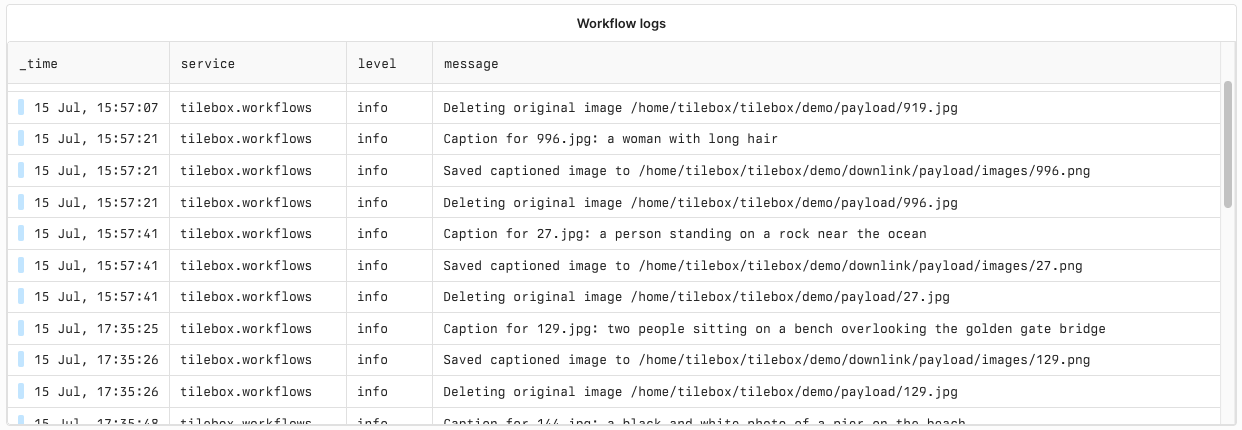 Workflow logs
_time service level message
15 Jul, 15:57:07 tilebox.workflows info Deleting original image /home/tilebox/tilebox/demo/payload/919.jpg
15 Jul, 15:57:21 tilebox.workflows info Caption for 996.jpg: a woman with long hair
15 Jul, 15:57:21 tilebox.workflows info Saved captioned image to /home/tilebox/tilebox/demo/downlink/payload/images/996.png
15 Jul, 15:57:21 tilebox.workflows info Deleting original image /home/tilebox/tilebox/demo/payload/996.jpg
15 Jul, 15:57:41 tilebox.workflows info Caption for 27.jpg: a person standing on a rock near the ocean
15 Jul, 15:57:41 tilebox.workflows info Saved captioned image to /home/tilebox/tilebox/demo/downlink/payload/images/27.png
15 Jul, 15:57:41 tilebox.workflows info Deleting original image /home/tilebox/tilebox/demo/payload/27.jpg
15 Jul, 17:35:25 tilebox.workflows info Caption for 129.jpg: two people sitting on a bench overlooking the golden gate bridge
15 Jul, 17:35:26 tilebox.workflows info Saved captioned image to /home/tilebox/tilebox/demo/downlink/payload/images/129.png
15 Jul, 17:35:26 tilebox.workflows info Deleting original image /home/tilebox/tilebox/demo/payload/129.jpg
15 Jul, 17:35:48 tilebox.workflows info Caption for 144.jpg: a black and white photo of a pier on the beach